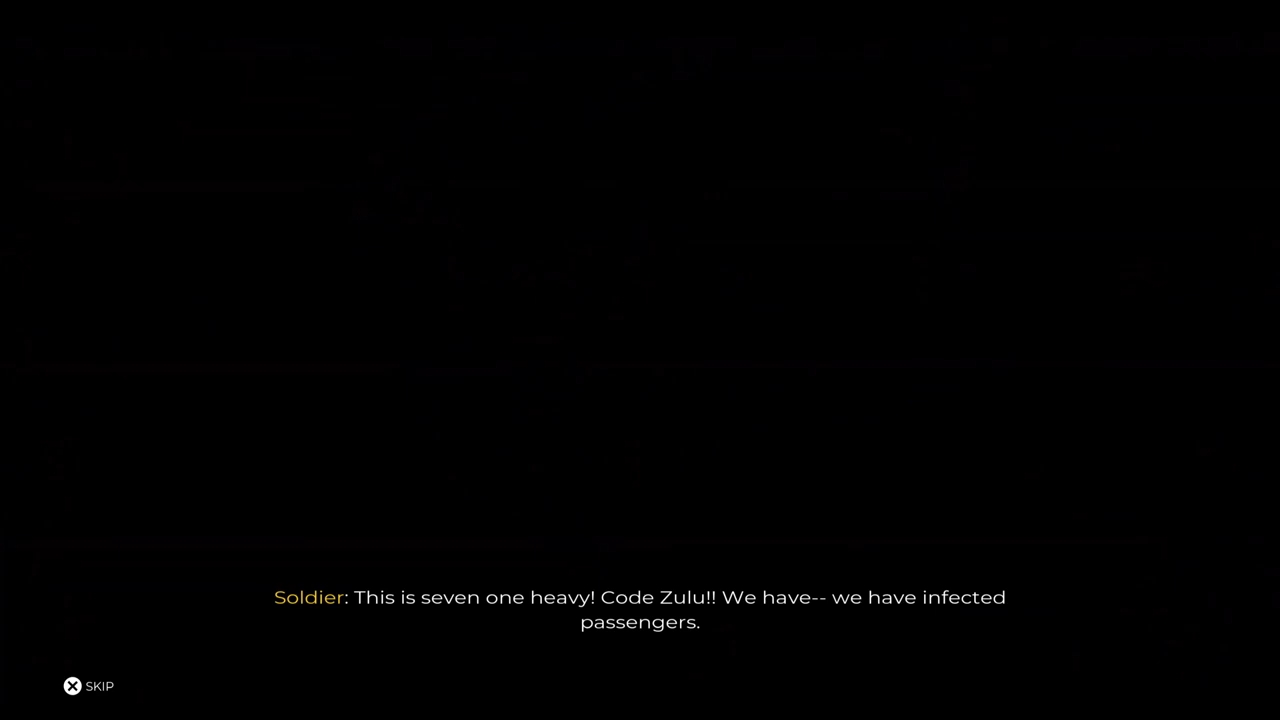 Soldier: This is seven one heavy! Code Zulu!! We have-- we have infected
passengers.
SKIP